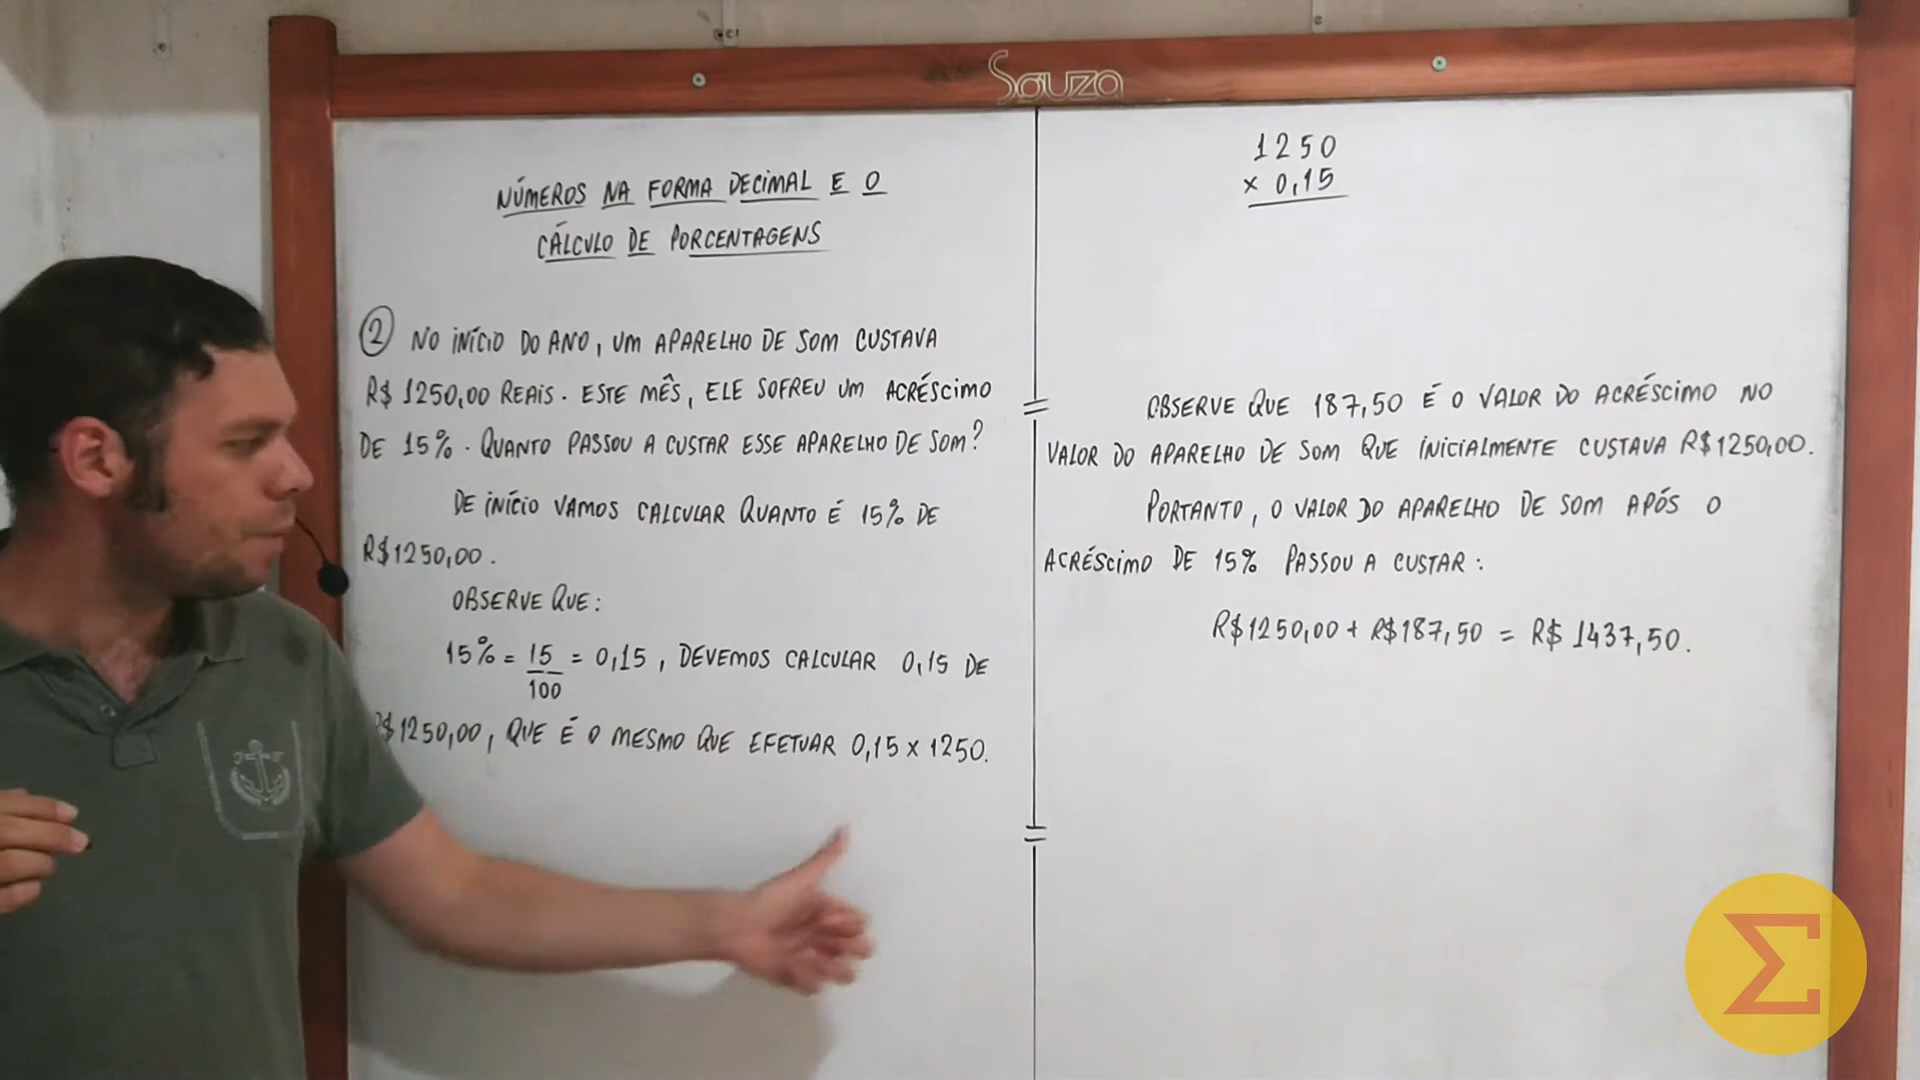 Souza
NÚMEROS NA FORMA DECIMAL E O
CÁLCULO DE PORCENTAGENS
② NO INÍCIO DO ANO, UM APARELHO DE SOM CUSTAVA
R$ 1250,00 REAIS. ESTE MÊS, ELE SOFREU UM ACRÉSCIMO
DE 15%. QUANTO PASSOU A CUSTAR ESSE APARELHO DE SOM?
DE INÍCIO VAMOS CALCULAR QUANTO É 15% DE
R$1250,00.
OBSERVE QUE:
15% = 15/100 = 0,15, DEVEMOS CALCULAR 0,15 DE
R$1250,00, QUE É O MESMO QUE EFETUAR 0,15 x 1250.
1250
x 0,15
OBSERVE QUE 187,50 É O VALOR DO ACRÉSCIMO NO
VALOR DO APARELHO DE SOM QUE INICIALMENTE CUSTAVA R$1250,00.
PORTANTO, O VALOR DO APARELHO DE SOM APÓS O
ACRÉSCIMO DE 15% PASSOU A CUSTAR:
R$1250,00 + R$187,50 = R$ 1437,50.
Σ